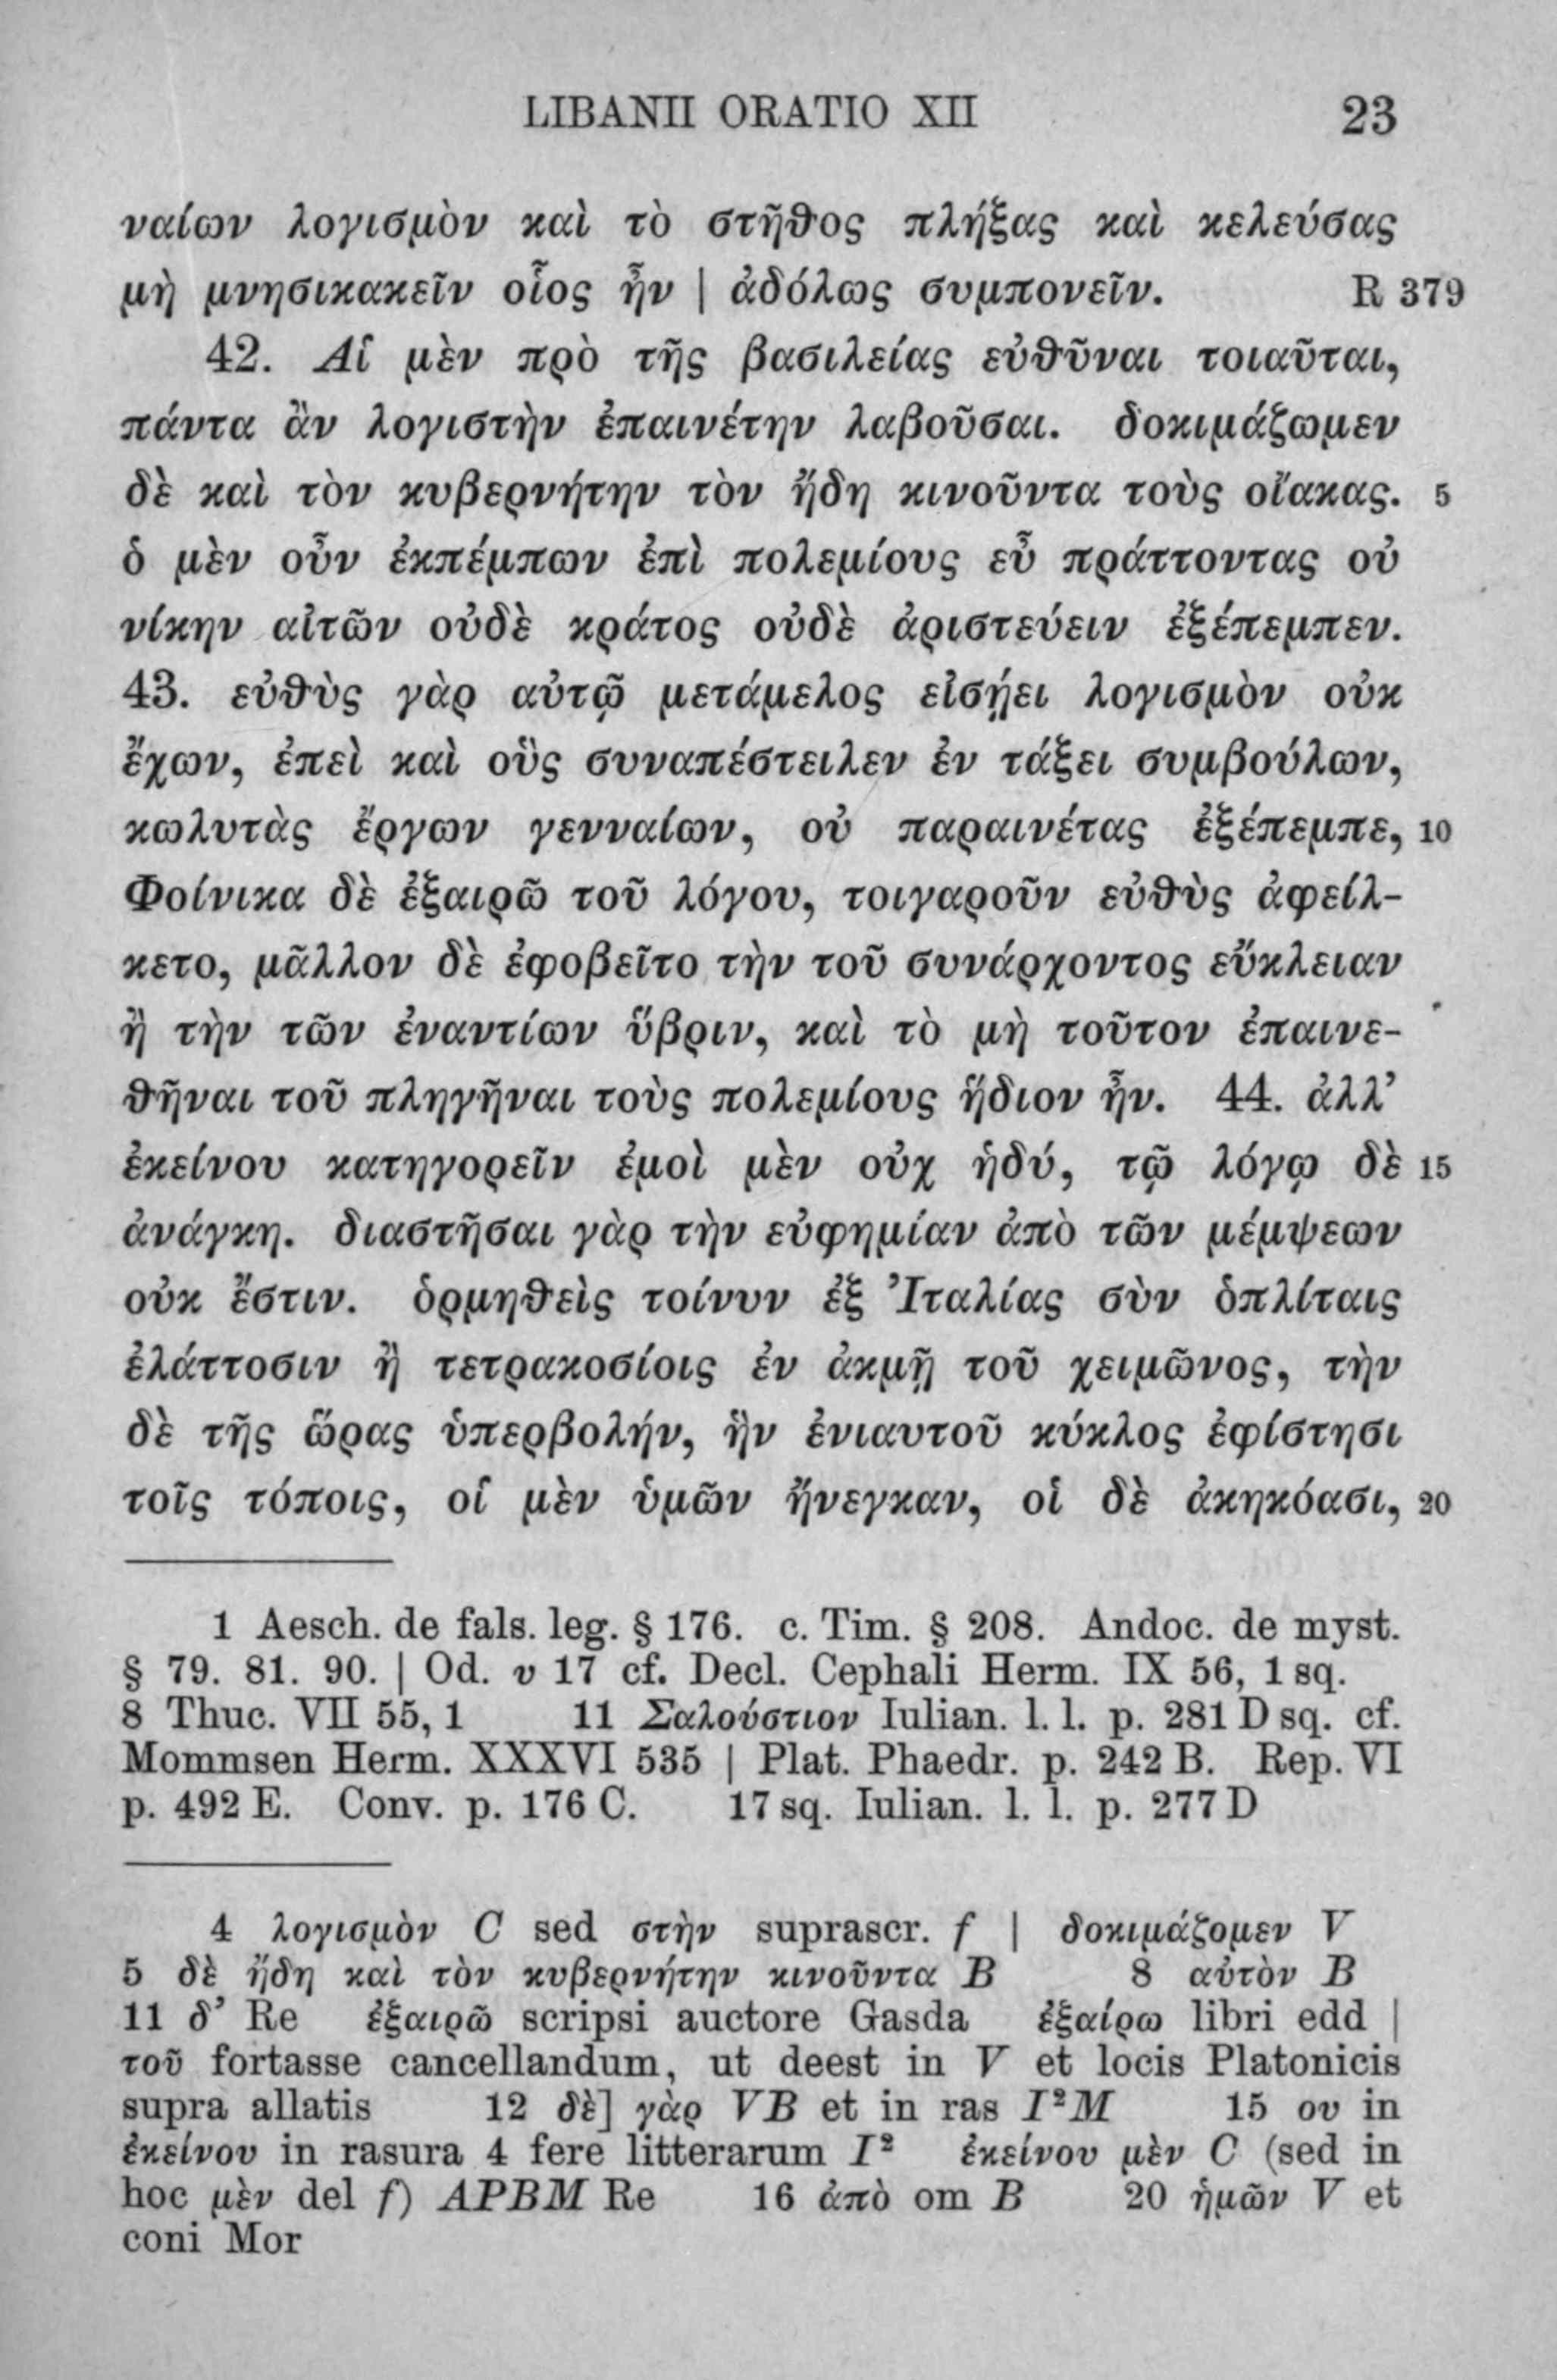 LIBANII ORATIO XII 23
ναίων λογισμὸν καὶ τὸ στῆθος πλήξας καὶ κελεύσας
μὴ μνησικακεῖν οἷος ἦν | ἀδόλως συμπονεῖν. R 379
42. Αἱ μὲν πρὸ τῆς βασιλείας εὐθῦναι τοιαῦται,
πάντα ἂν λογιστὴν ἐπαινέτην λαβοῦσαι. δοκιμάζωμεν
δὲ καὶ τὸν κυβερνήτην τὸν ἤδη κινοῦντα τοὺς οἴακας. 5
ὁ μὲν οὖν ἐκπέμπων ἐπὶ πολεμίους εὖ πράττοντας οὐ
νίκην αἰτῶν οὐδὲ κράτος οὐδὲ ἀριστεύειν ἐξέπεμπεν.
43. εὐθὺς γὰρ αὐτῷ μετάμελος εἰσῄει λογισμὸν οὐκ
ἔχων, ἐπεὶ καὶ οὓς συναπέστειλεν ἐν τάξει συμβούλων,
κωλυτὰς ἔργων γενναίων, οὐ παραινέτας ἐξέπεμπε, 10
Φοίνικα δὲ ἐξαιρῶ τοῦ λόγου, τοιγαροῦν εὐθὺς ἀφείλ-
κετο, μᾶλλον δὲ ἐφοβεῖτο τὴν τοῦ συνάρχοντος εὔκλειαν
ἢ τὴν τῶν ἐναντίων ὕβριν, καὶ τὸ μὴ τοῦτον ἐπαινε-
θῆναι τοῦ πληγῆναι τοὺς πολεμίους ἥδιον ἦν. 44. ἀλλ’
ἐκείνου κατηγορεῖν ἐμοὶ μὲν οὐχ ἡδύ, τῷ λόγῳ δὲ 15
ἀνάγκη. διαστῆσαι γὰρ τὴν εὐφημίαν ἀπὸ τῶν μέμψεων
οὐκ ἔστιν. ὁρμηθεὶς τοίνυν ἐξ Ἰταλίας σὺν ὁπλίταις
ἐλάττοσιν ἢ τετρακοσίοις ἐν ἀκμῇ τοῦ χειμῶνος, τὴν
δὲ τῆς ὥρας ὑπερβολήν, ἣν ἐνιαυτοῦ κύκλος ἐφίστησι
τοῖς τόποις, οἱ μὲν ὑμῶν ἤνεγκαν, οἱ δὲ ἀκηκόασι, 20
1 Aesch. de fals. leg. § 176. c. Tim. § 208. Andoc. de myst.
§ 79. 81. 90. | Od. υ 17 cf. Decl. Cephali Herm. IX 56, 1 sq.
8 Thuc. VII 55, 1 11 Σαλούστιον Iulian. l. l. p. 281 D sq. cf.
Mommsen Herm. XXXVI 535 | Plat. Phaedr. p. 242 B. Rep. VI
p. 492 E. Conv. p. 176 C. 17 sq. Iulian. l. l. p. 277 D
4 λογισμὸν C sed στὴν suprascr. f | δοκιμάζομεν V
5 δὲ ἤδη καὶ τὸν κυβερνήτην κινοῦντα B 8 αὐτὸν B
11 δ’ Re ἐξαιρῶ scripsi auctore Gasda ἐξαίρω libri edd |
τοῦ fortasse cancellandum, ut deest in V et locis Platonicis
supra allatis 12 δὲ] γὰρ VB et in ras I²M 15 ου in
ἐκείνου in rasura 4 fere litterarum I² ἐκείνου μὲν C (sed in
hoc μὲν del f) APBM Re 16 ἀπὸ om B 20 ἡμῶν V et
coni Mor